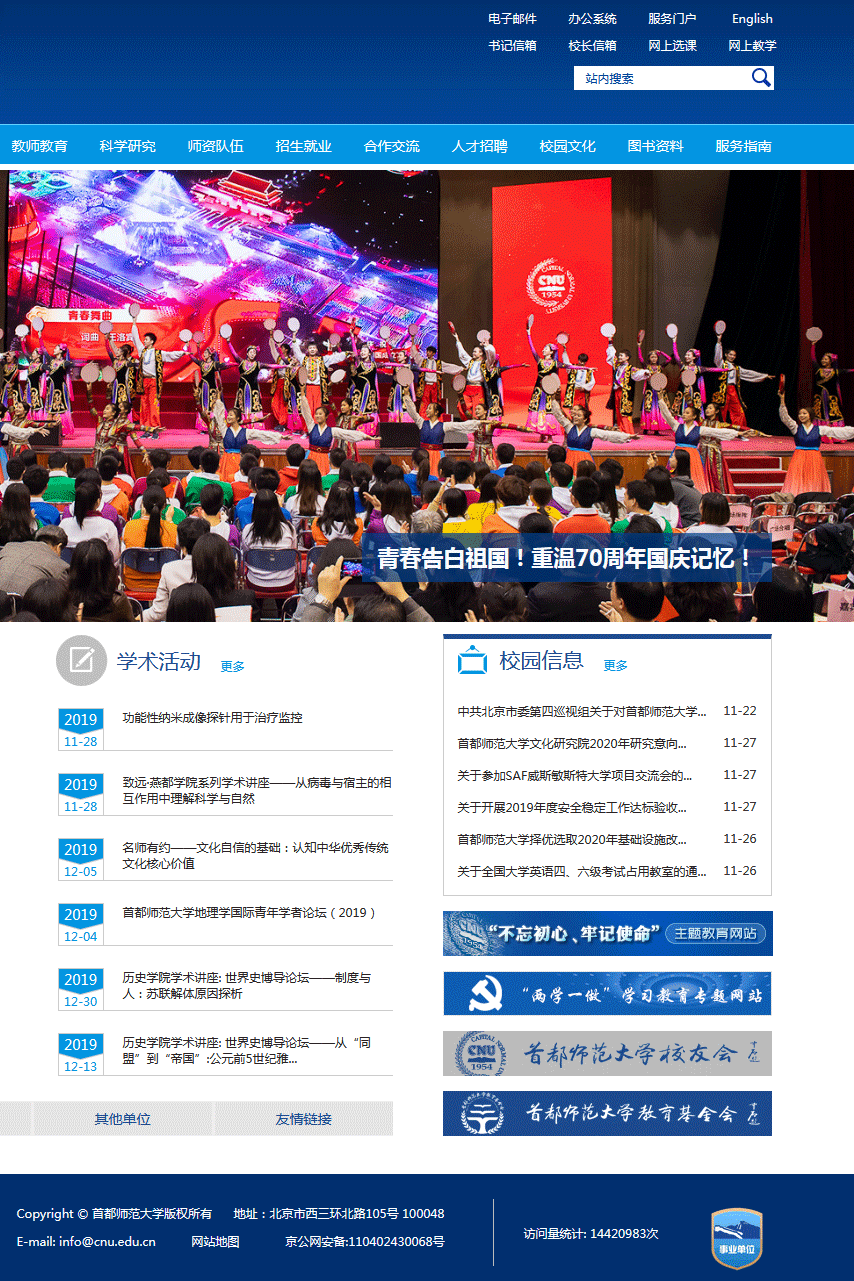 电子邮件 办公系统 服务门户 English
书记信箱 校长信箱 网上选课 网上教学
站内搜索
教师教育 科学研究 师资队伍 招生就业 合作交流 人才招聘 校园文化 图书资料 服务指南
青春舞曲
CAPITAL NORMAL UNIVERSITY
CNU
1954
青春告白祖国！重温70周年国庆记忆！
学术活动 更多
2019
11-28
功能性纳米成像探针用于治疗监控
2019
11-28
致远·燕都学院系列学术讲座——从病毒与宿主的相
互作用中理解科学与自然
2019
12-05
名师有约——文化自信的基础：认知中华优秀传统
文化核心价值
2019
12-04
首都师范大学地理学国际青年学者论坛（2019）
2019
12-30
历史学院学术讲座: 世界史博导论坛——制度与
人：苏联解体原因探析
2019
12-13
历史学院学术讲座: 世界史博导论坛——从“同
盟”到“帝国”:公元前5世纪雅...
其他单位 友情链接
校园信息 更多
中共北京市委第四巡视组关于对首都师范大学... 11-22
首都师范大学文化研究院2020年研究意向... 11-27
关于参加SAF威斯敏斯特大学项目交流会的... 11-27
关于开展2019年度安全稳定工作达标验收... 11-27
首都师范大学择优选取2020年基础设施改... 11-26
关于全国大学英语四、六级考试占用教室的通... 11-26
“不忘初心、牢记使命” 主题教育网站
“两学一做”学习教育专题网站
CNU
1954
首都师范大学校友会
首都师范大学教育基金会
Copyright © 首都师范大学版权所有 地址：北京市西三环北路105号 100048
E-mail: info@cnu.edu.cn 网站地图 京公网安备:110402430068号
访问量统计: 14420983次
事业单位